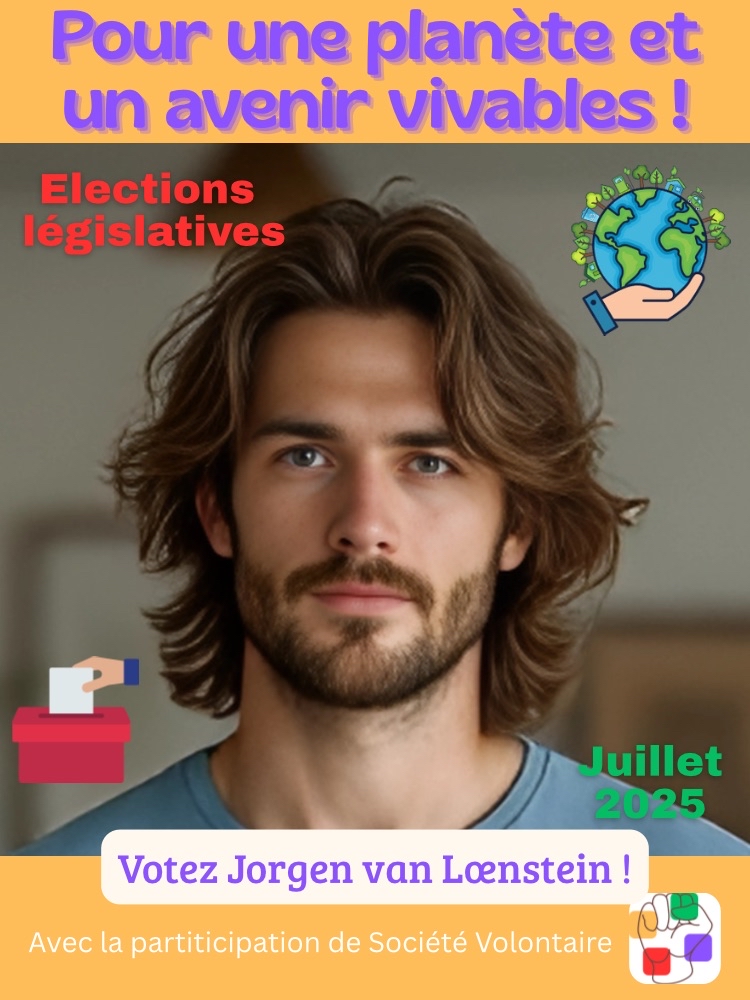 Pour une planète et
un avenir vivables !
Elections
législatives
Juillet
2025
Votez Jorgen van Lœnstein !
Avec la partiticipation de Société Volontaire